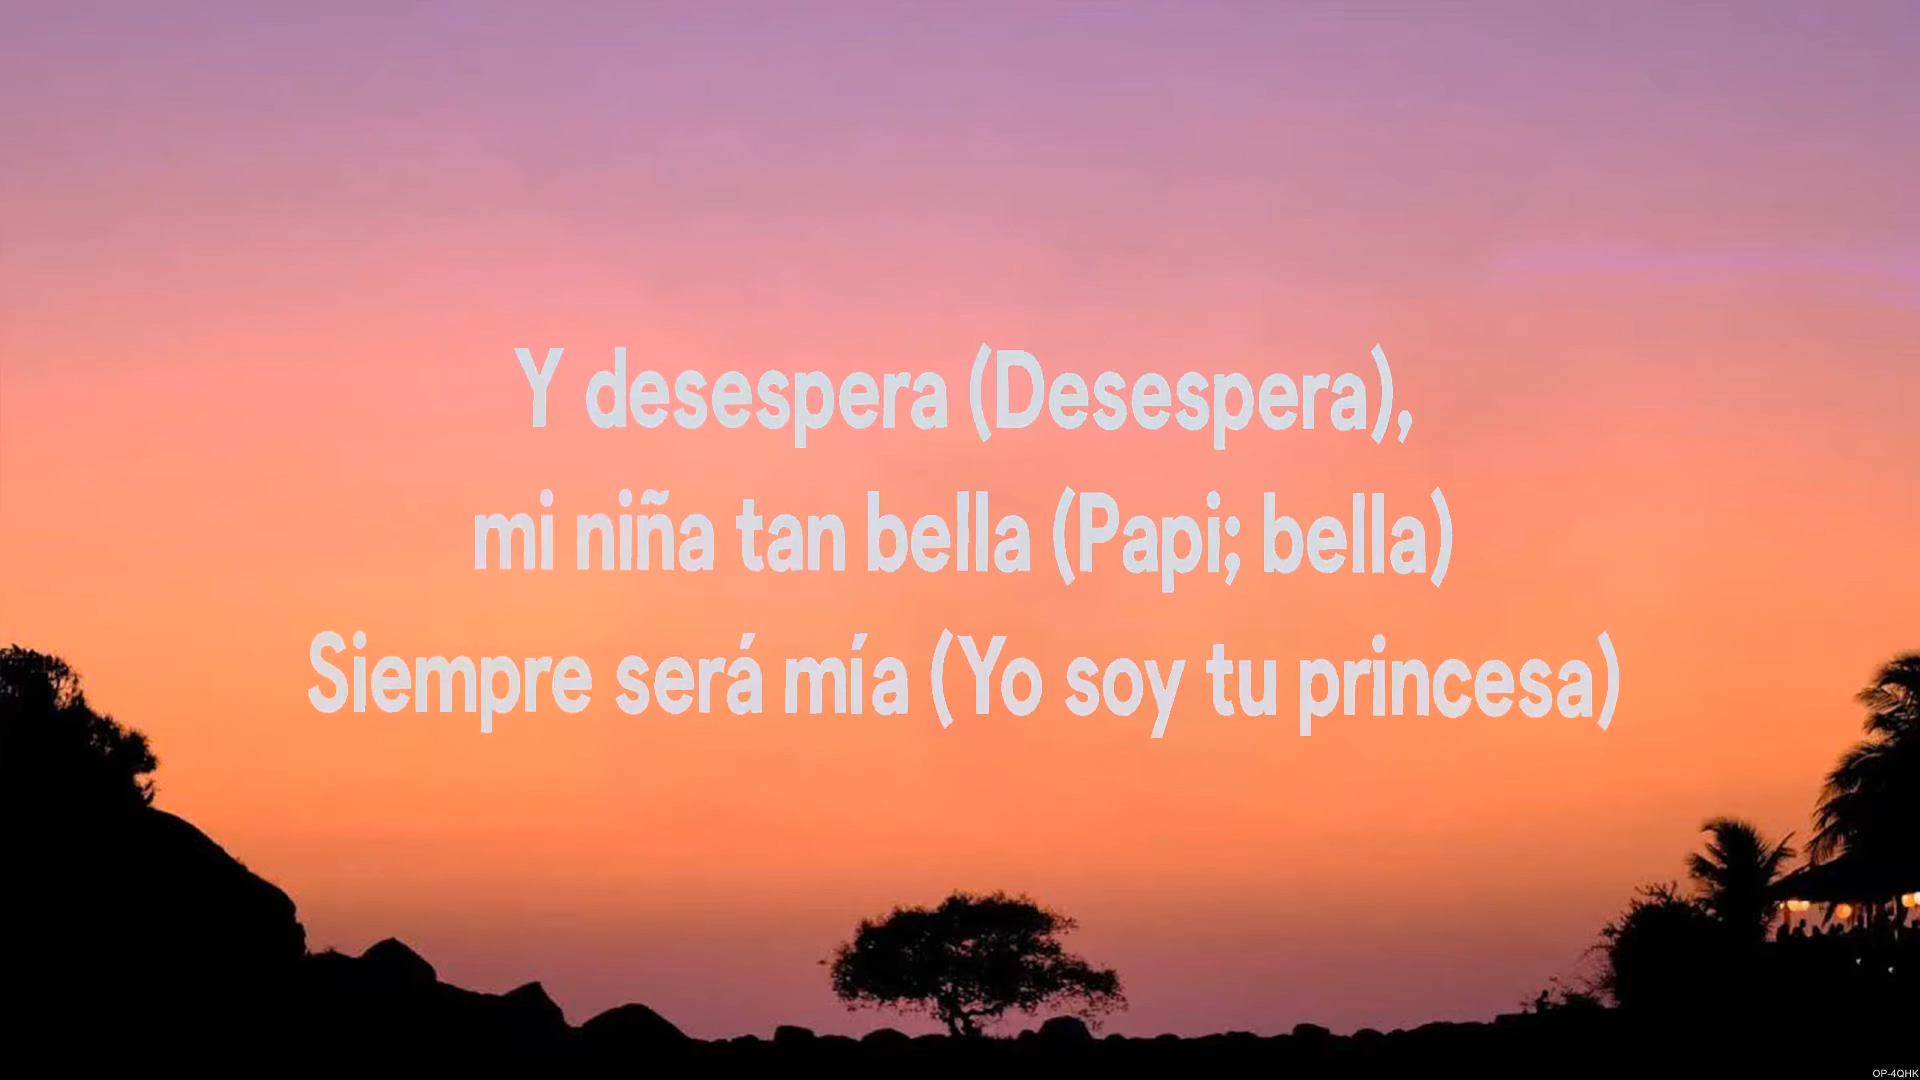 Y desespera (Desespera),
mi niña tan bella (Papi; bella)
Siempre será mía (Yo soy tu princesa)
OP-4QHK